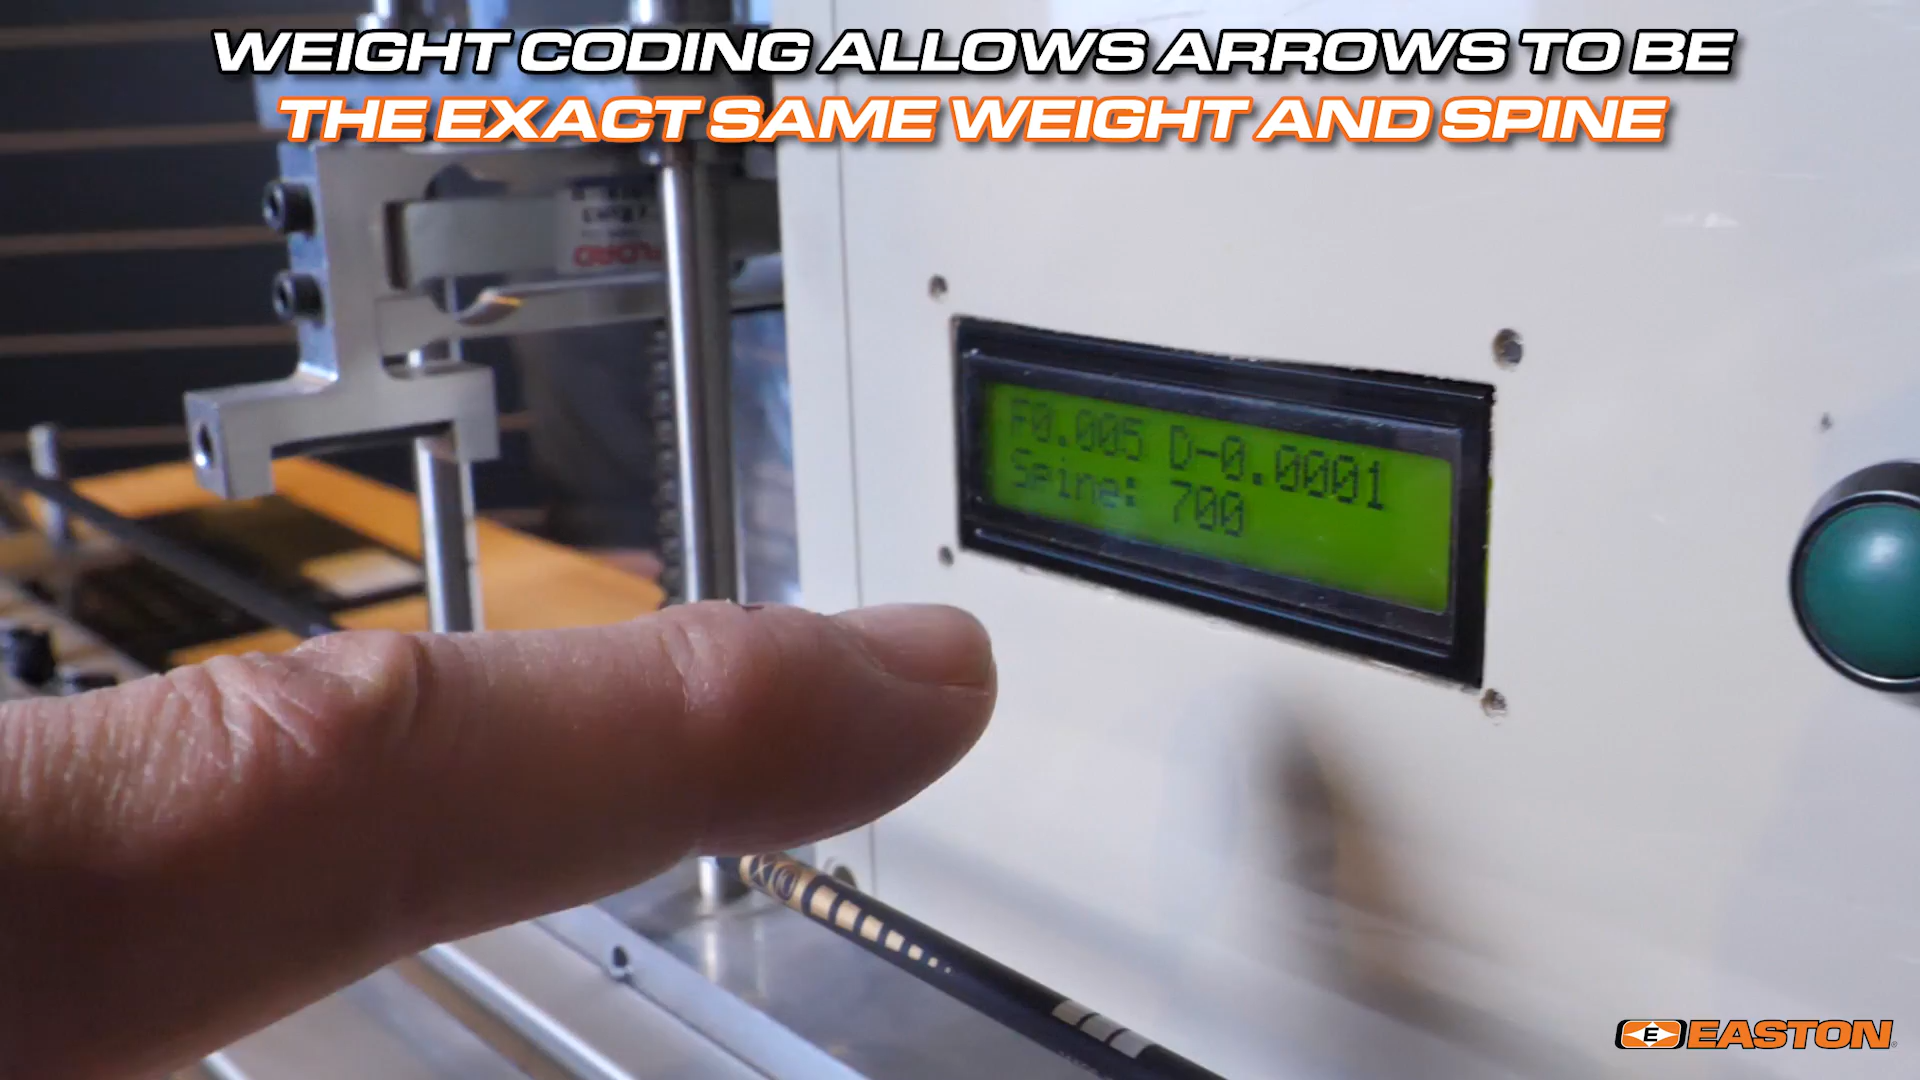 WEIGHT CODING ALLOWS ARROWS TO BE
THE EXACT SAME WEIGHT AND SPINE
F0.005 D-0.0001
Spine: 700
E EASTON